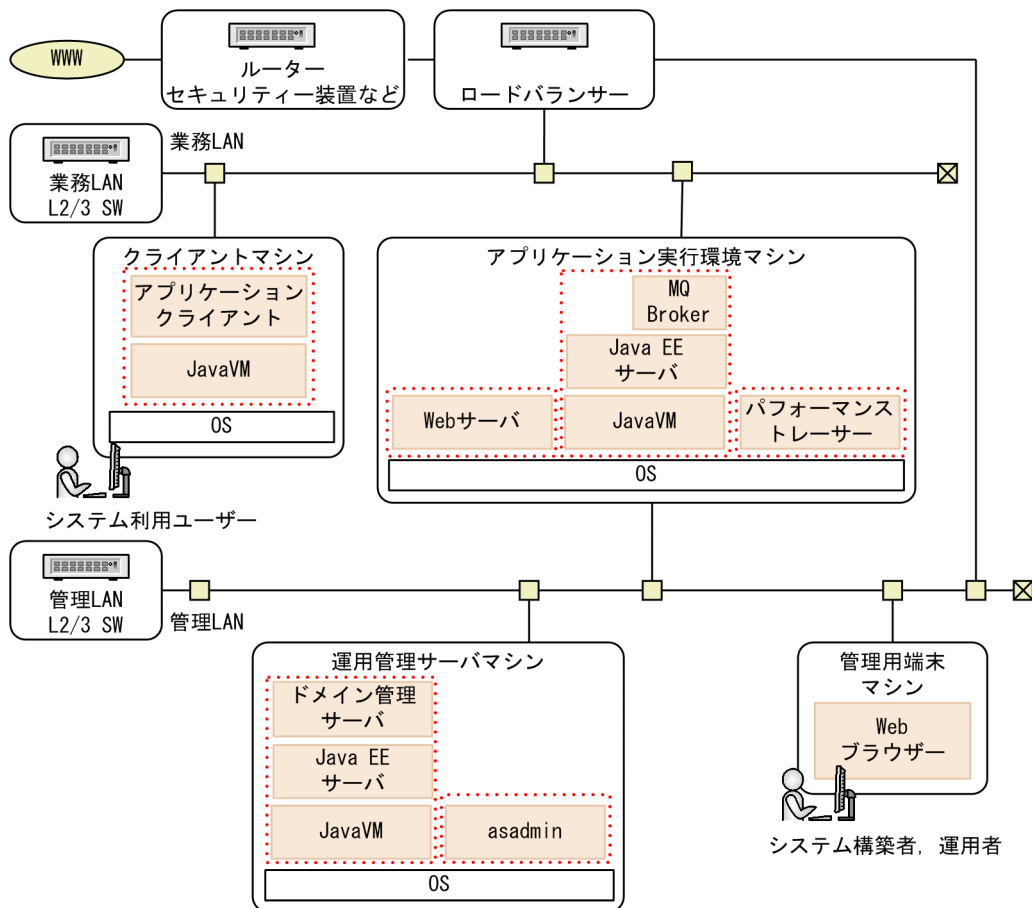 WWW
ルーター
セキュリティー装置など
ロードバランサー
業務LAN
L2/3 SW
業務LAN
クライアントマシン
アプリケーション
クライアント
JavaVM
OS
システム利用ユーザー
アプリケーション実行環境マシン
MQ
Broker
Java EE
サーバ
Webサーバ
JavaVM
パフォーマンス
トレーサー
OS
管理LAN
L2/3 SW
管理LAN
運用管理サーバマシン
ドメイン管理
サーバ
Java EE
サーバ
JavaVM
asadmin
OS
管理用端末
マシン
Web
ブラウザー
システム構築者，運用者